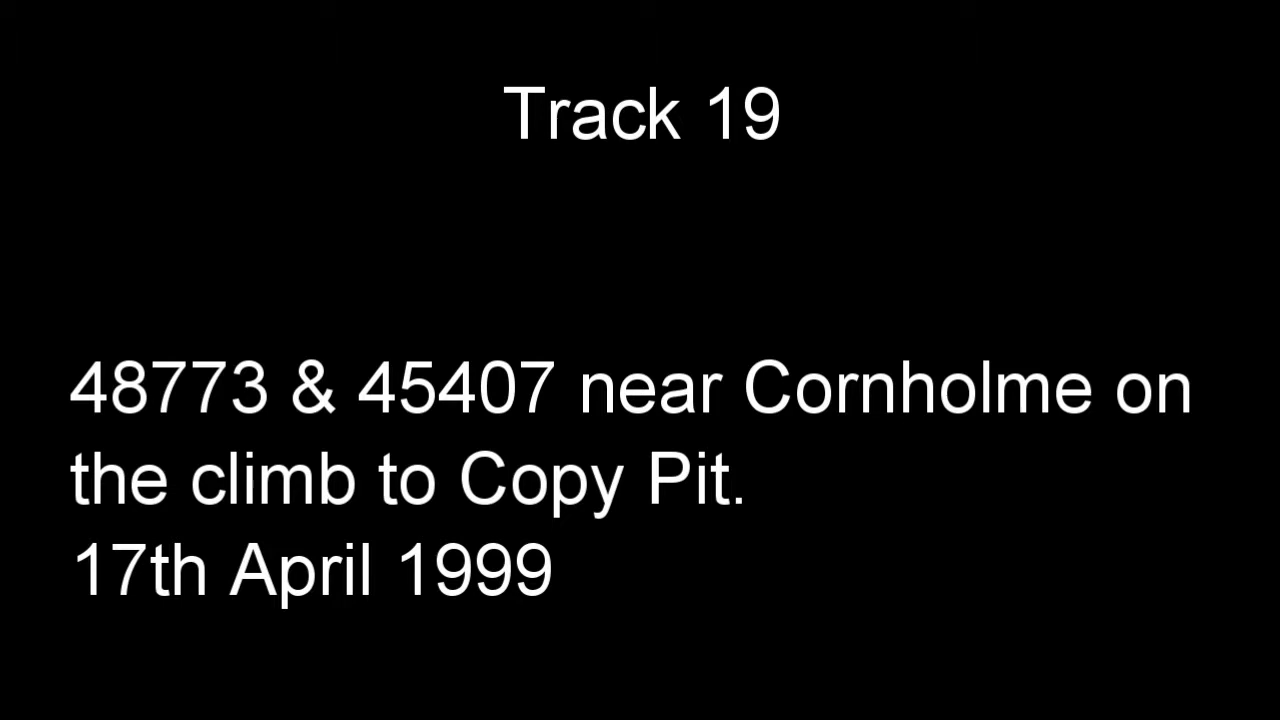 Track 19
48773 & 45407 near Cornholme on
the climb to Copy Pit.
17th April 1999